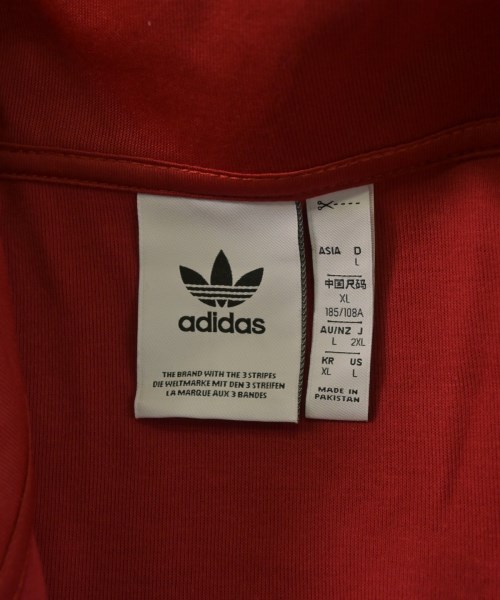 adidas
THE BRAND WITH THE 3 STRIPES
DIE WELTMARKE MIT DEN 3 STREIFEN
LA MARQUE AUX 3 BANDES
ASIA D
L
中国尺码
XL
185/108A
AU/NZ J
L 2XL
KR US
XL L
MADE IN
PAKISTAN